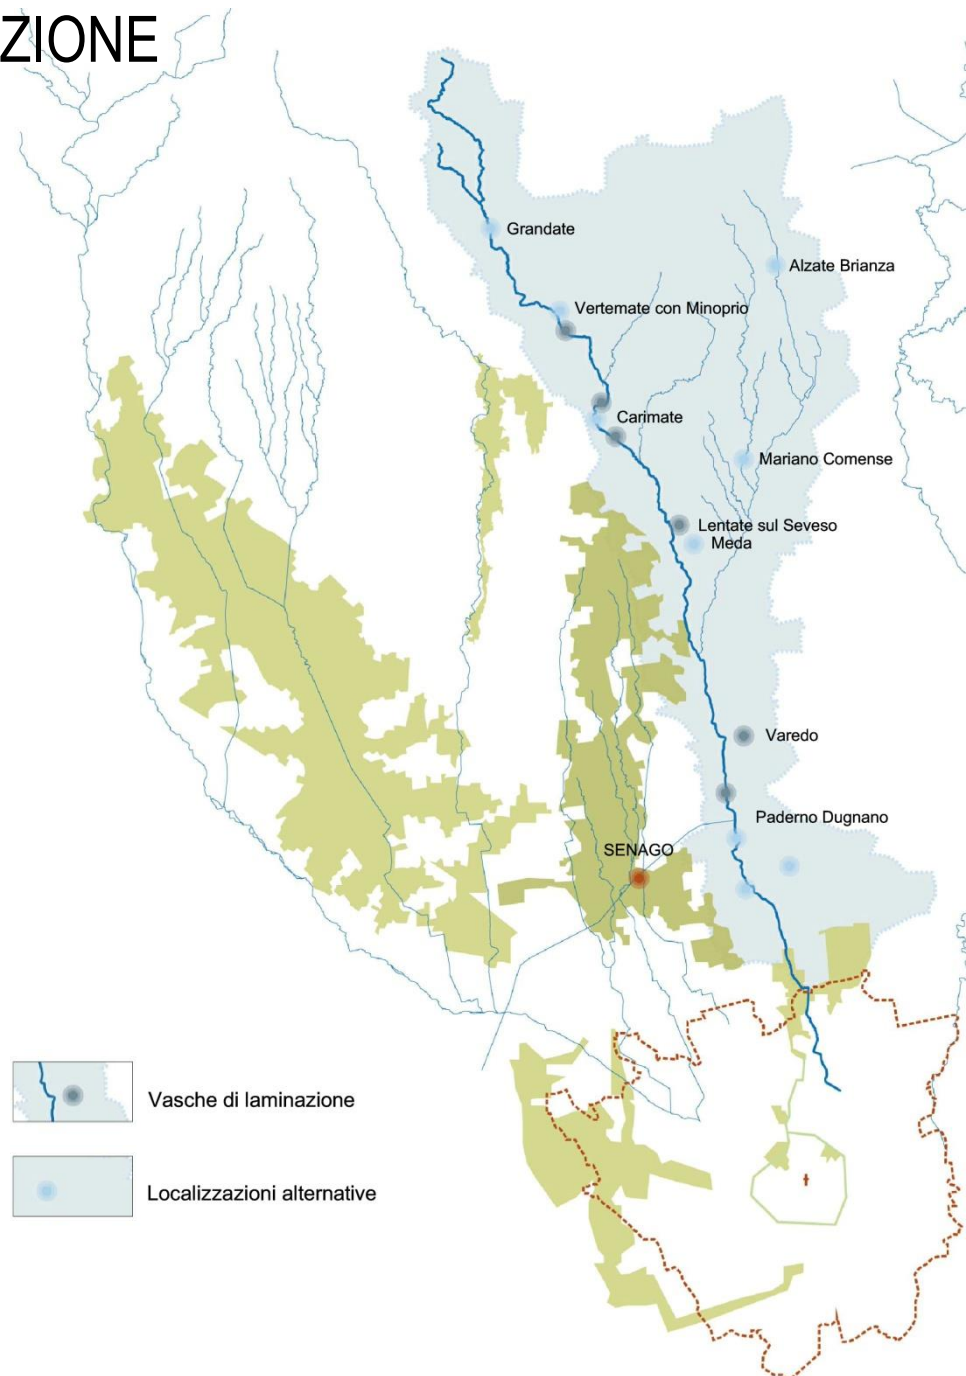 ZIONE
Grandate
Alzate Brianza
Vertemate con Minoprio
Carimate
Mariano Comense
Lentate sul Seveso
Meda
Varedo
Paderno Dugnano
SENAGO
Vasche di laminazione
Localizzazioni alternative